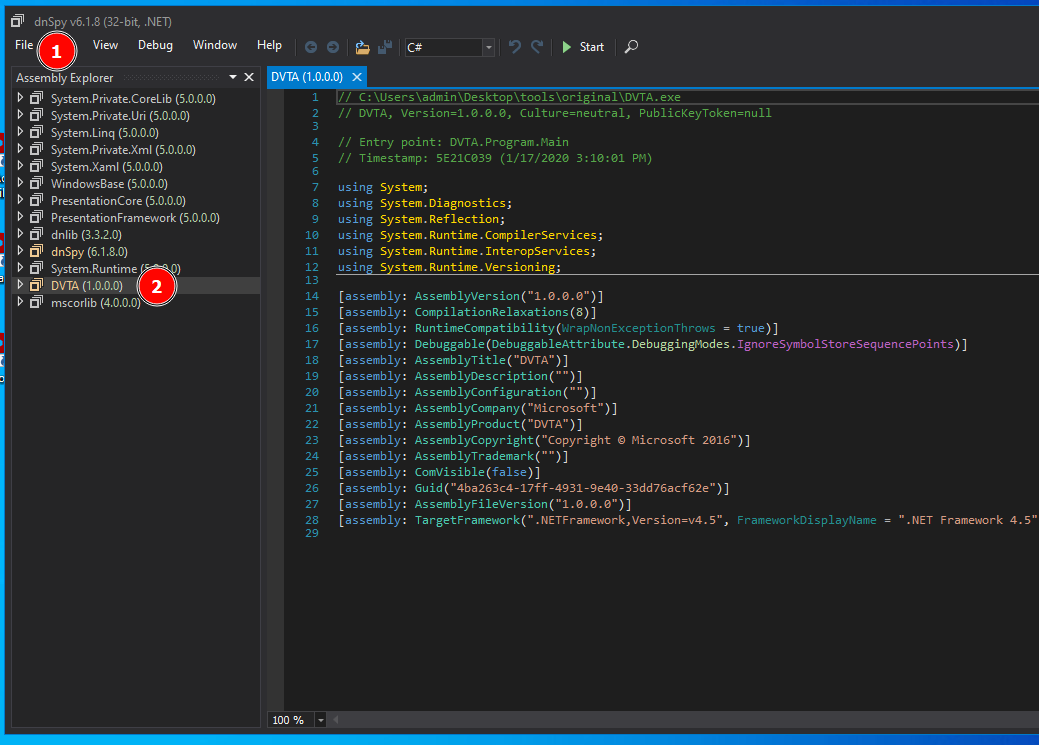 dnSpy v6.1.8 (32-bit, .NET)
File 1 View Debug Window Help C# Start
Assembly Explorer
System.Private.CoreLib (5.0.0.0)
System.Private.Uri (5.0.0.0)
System.Linq (5.0.0.0)
System.Private.Xml (5.0.0.0)
System.Xaml (5.0.0.0)
WindowsBase (5.0.0.0)
PresentationCore (5.0.0.0)
PresentationFramework (5.0.0.0)
dnlib (3.3.2.0)
dnSpy (6.1.8.0)
System.Runtime (5.0.0.0)
DVTA (1.0.0.0) 2
mscorlib (4.0.0.0)
DVTA (1.0.0.0)
1 // C:\Users\admin\Desktop\tools\original\DVTA.exe
2 // DVTA, Version=1.0.0.0, Culture=neutral, PublicKeyToken=null
3
4 // Entry point: DVTA.Program.Main
5 // Timestamp: 5E21C039 (1/17/2020 3:10:01 PM)
6
7 using System;
8 using System.Diagnostics;
9 using System.Reflection;
10 using System.Runtime.CompilerServices;
11 using System.Runtime.InteropServices;
12 using System.Runtime.Versioning;
13
14 [assembly: AssemblyVersion("1.0.0.0")]
15 [assembly: CompilationRelaxations(8)]
16 [assembly: RuntimeCompatibility(WrapNonExceptionThrows = true)]
17 [assembly: Debuggable(DebuggableAttribute.DebuggingModes.IgnoreSymbolStoreSequencePoints)]
18 [assembly: AssemblyTitle("DVTA")]
19 [assembly: AssemblyDescription("")]
20 [assembly: AssemblyConfiguration("")]
21 [assembly: AssemblyCompany("Microsoft")]
22 [assembly: AssemblyProduct("DVTA")]
23 [assembly: AssemblyCopyright("Copyright © Microsoft 2016")]
24 [assembly: AssemblyTrademark("")]
25 [assembly: ComVisible(false)]
26 [assembly: Guid("4ba263c4-17ff-4931-9e40-33dd76acf62e")]
27 [assembly: AssemblyFileVersion("1.0.0.0")]
28 [assembly: TargetFramework(".NETFramework,Version=v4.5", FrameworkDisplayName = ".NET Framework 4.5"
29
100 %